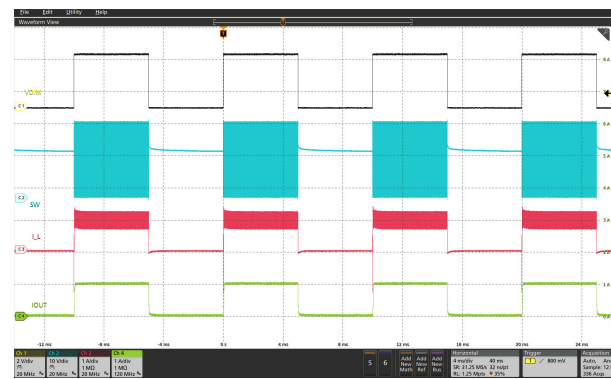 File Edit Utility Help
Waveform View
T
8 A
VDIM
C1
6 A
5 A
4 A
C2
SW
3 A
I_L
C3
2 A
1 A
IOUT
C4
0 A
-12 ms -8 ms -4 ms 0 s 4 ms 8 ms 12 ms 16 ms 20 ms 24 ms
Ch 1 Ch 2 Ch 3 Ch 4
2 V/div 10 V/div 1 A/div 1 A/div
1 MΩ 1 MΩ
20 MHz 20 MHz 20 MHz 120 MHz
5 6
Add New Math Add New Ref Add New Bus
Horizontal
4 ms/div 40 ms
SR: 31.25 MS/s 32 ns/pt
RL: 1.25 Mpts 35%
Trigger
1 800 mV
Acquisition
Auto,
Sample: 12
336 Acqs